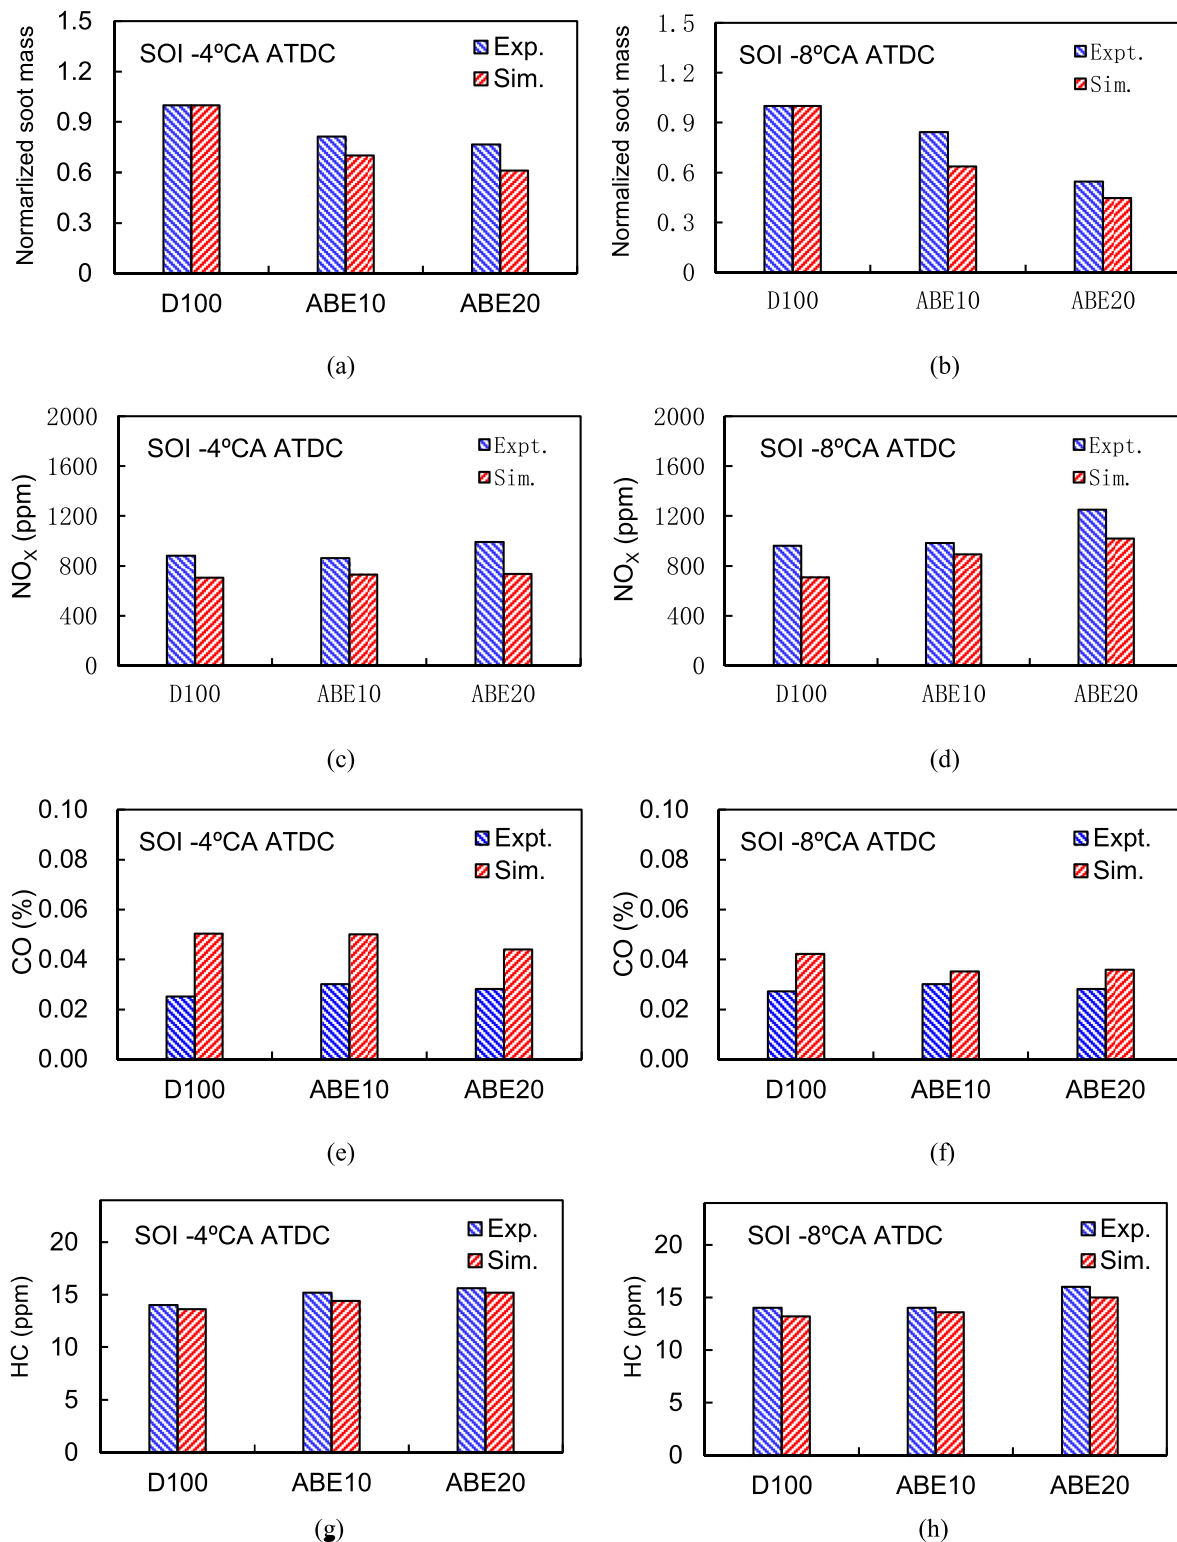 Normarlized soot mass
1.5
1.2
0.9
0.6
0.3
0
SOI -4ºCA ATDC
Exp.
Sim.
D100 ABE10 ABE20
(a)
Normalized soot mass
1.5
1.2
0.9
0.6
0.3
0
SOI -8ºCA ATDC
Expt.
Sim.
D100 ABE10 ABE20
(b)
NOX (ppm)
2000
1600
1200
800
400
0
SOI -4ºCA ATDC
Expt.
Sim.
D100 ABE10 ABE20
(c)
NOX (ppm)
2000
1600
1200
800
400
0
SOI -8ºCA ATDC
Expt.
Sim.
D100 ABE10 ABE20
(d)
CO (%)
0.10
0.08
0.06
0.04
0.02
0.00
SOI -4ºCA ATDC
Expt.
Sim.
D100 ABE10 ABE20
(e)
CO (%)
0.10
0.08
0.06
0.04
0.02
0.00
SOI -8ºCA ATDC
Expt.
Sim.
D100 ABE10 ABE20
(f)
HC (ppm)
20
15
10
5
0
SOI -4ºCA ATDC
Exp.
Sim.
D100 ABE10 ABE20
(g)
HC (ppm)
20
15
10
5
0
SOI -8ºCA ATDC
Exp.
Sim.
D100 ABE10 ABE20
(h)